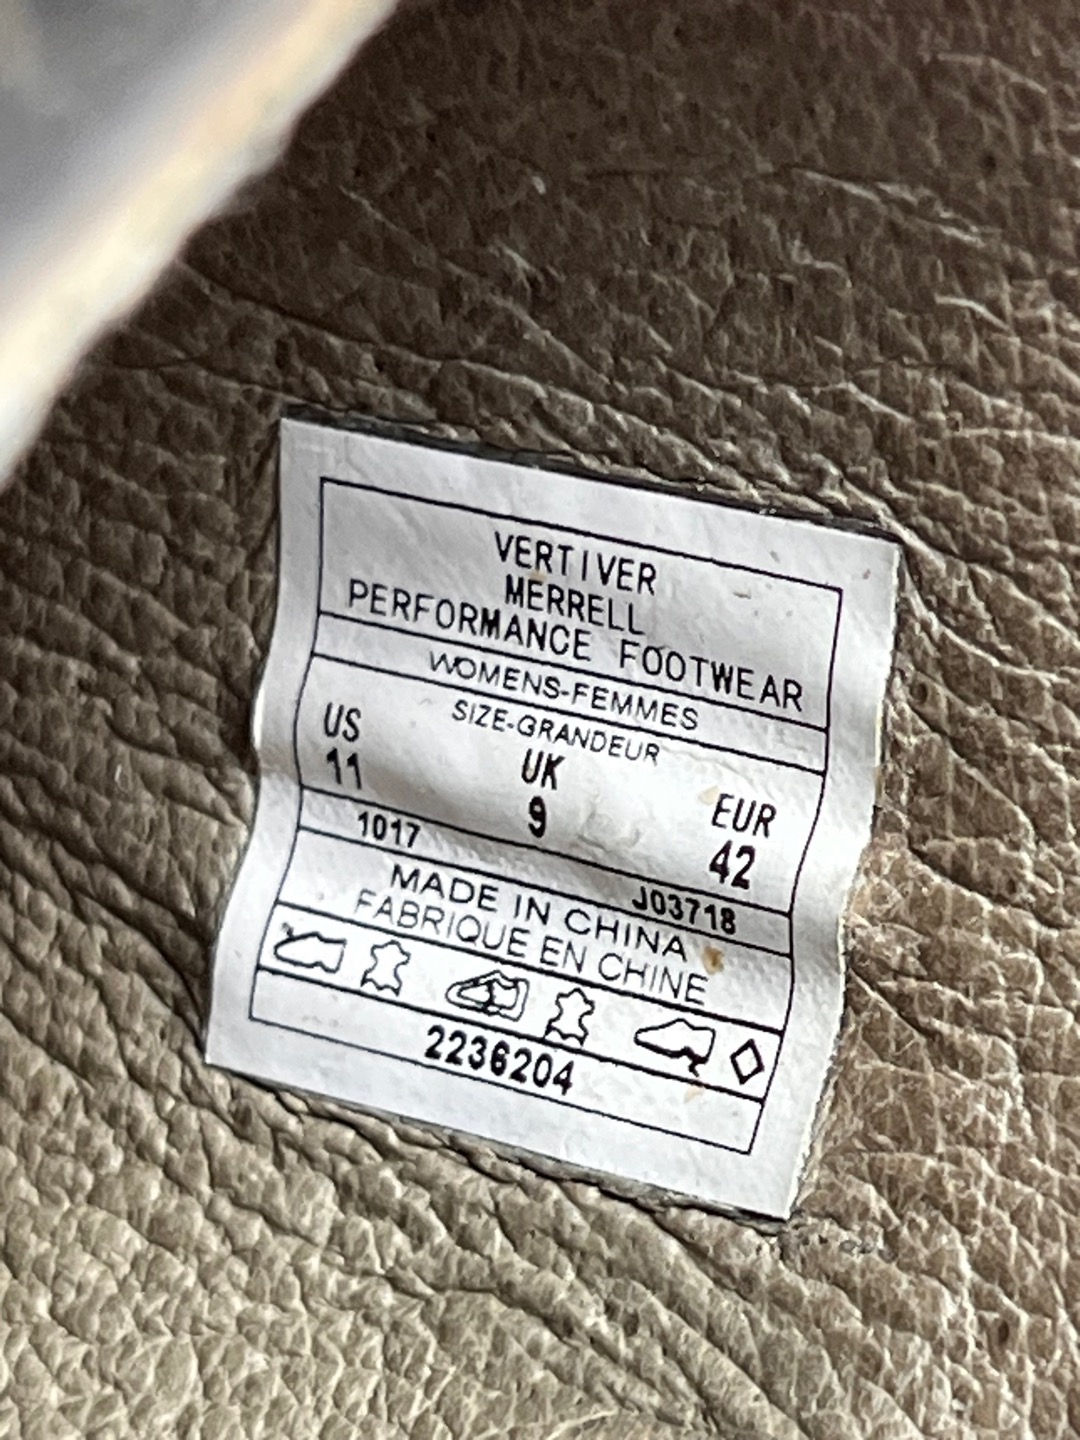 VERTIVER
MERRELL
PERFORMANCE FOOTWEAR
WOMENS-FEMMES
SIZE-GRANDEUR
US UK EUR
11 9 42
1017 J03718
MADE IN CHINA
FABRIQUE EN CHINE
2236204